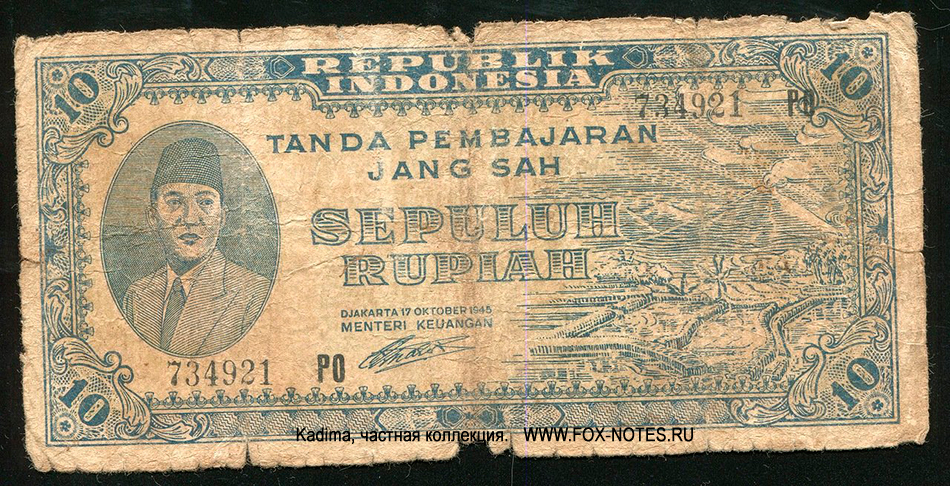 REPUBLIK
INDONESIA
10
10
734921 PO
TANDA PEMBAJARAN
JANG SAH
SEPULUH
RUPIAH
DJAKARTA 17 OKTOBER 1945
MENTERI KEUANGAN
734921 PO
10
10
Kadima, частная коллекция. WWW.FOX-NOTES.RU